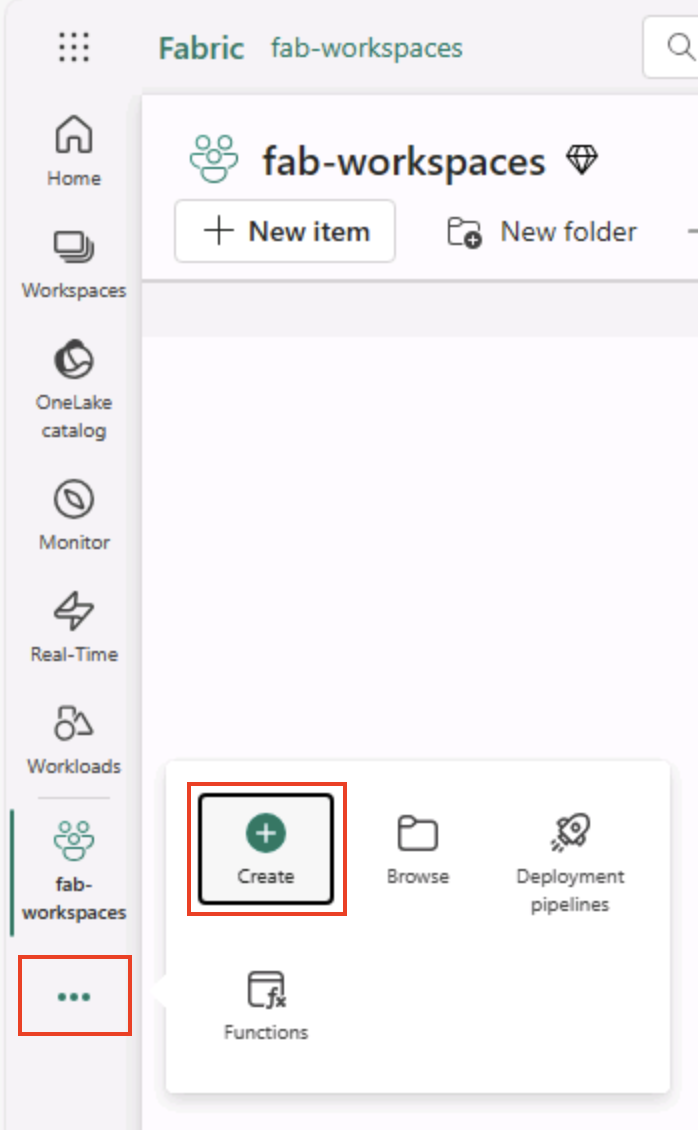 Fabric fab-workspaces
fab-workspaces
New item New folder
Home
Workspaces
OneLake
catalog
Monitor
Real-Time
Workloads
fab-
workspaces
Create Browse Deployment
pipelines
Functions